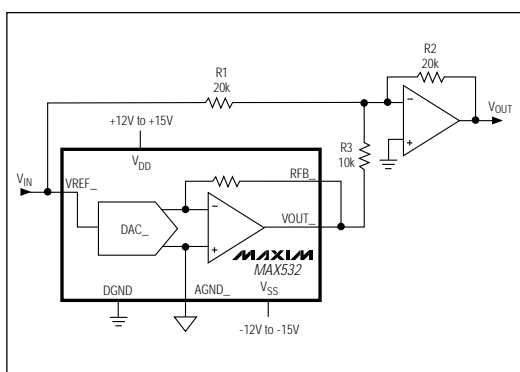 R2
20k
R1
20k
−
+
VOUT
+12V to +15V
R3
10k
VDD
VIN
VREF_
RFB_
−
DAC_
VOUT_
+
MAXIM
MAX532
DGND
AGND_
VSS
-12V to -15V